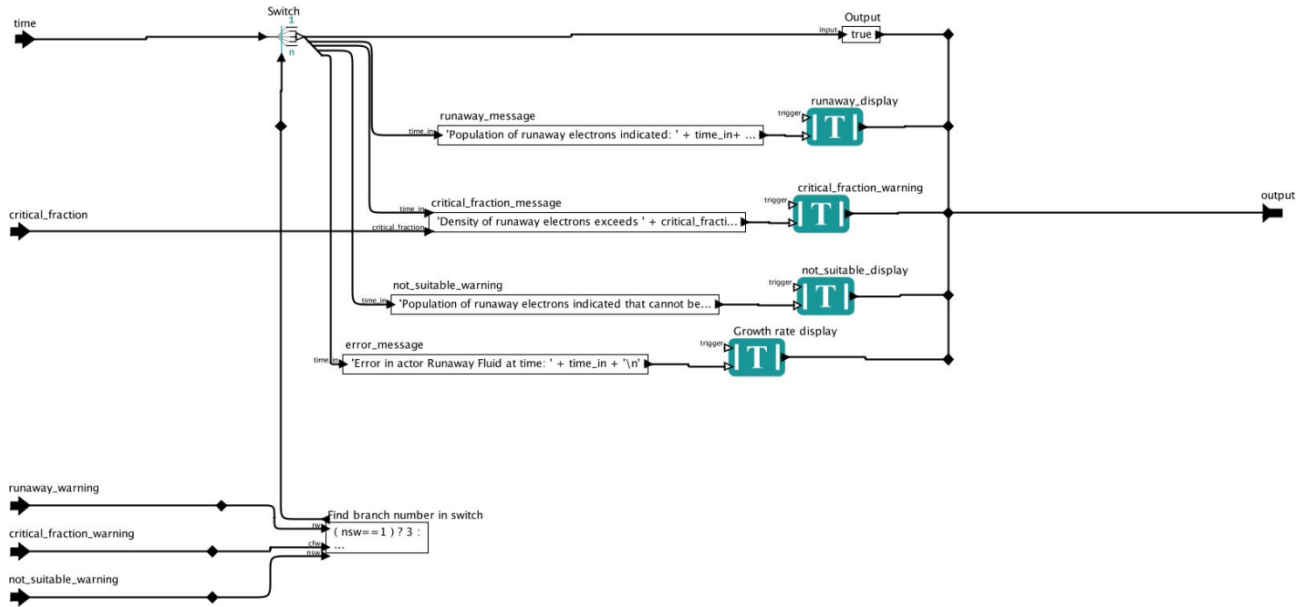 Switch
time
1
n
Output
input
true
runaway_display
trigger
T
runaway_message
time_in
'Population of runaway electrons indicated: ' + time_in+ ...
critical_fraction_warning
trigger
T
critical_fraction
critical_fraction_message
time_in
critical_fraction
'Density of runaway electrons exceeds ' + critical_fracti...
output
not_suitable_display
trigger
T
not_suitable_warning
time_in
'Population of runaway electrons indicated that cannot be...
Growth rate display
trigger
T
error_message
time_in
'Error in actor Runaway Fluid at time: ' + time_in + '\n'
runaway_warning
Find branch number in switch
rw
( nsw==1 ) ? 3 :
...
critical_fraction_warning
cfw
nsw
not_suitable_warning